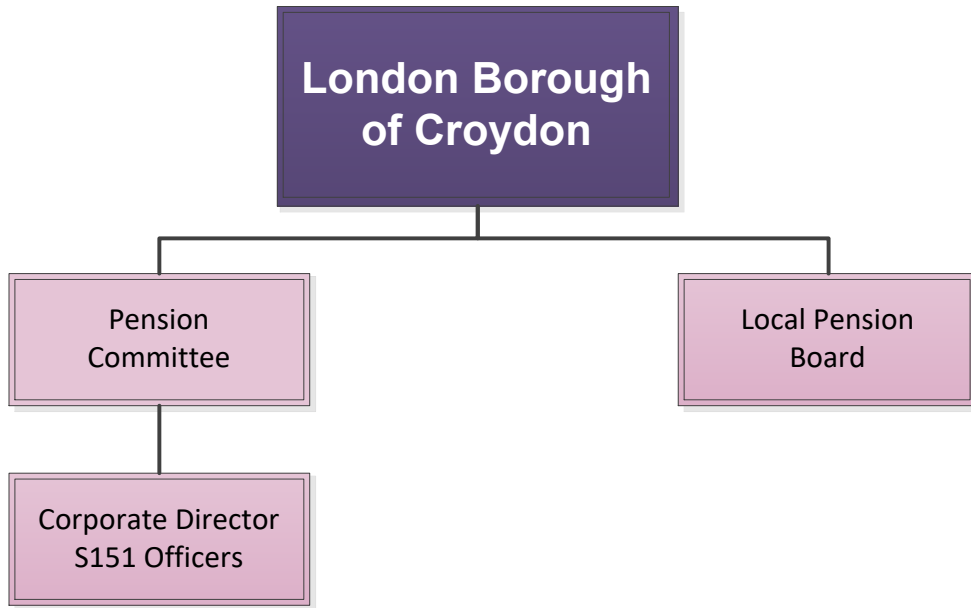 London Borough
of Croydon
Pension
Committee
Local Pension
Board
Corporate Director
S151 Officers